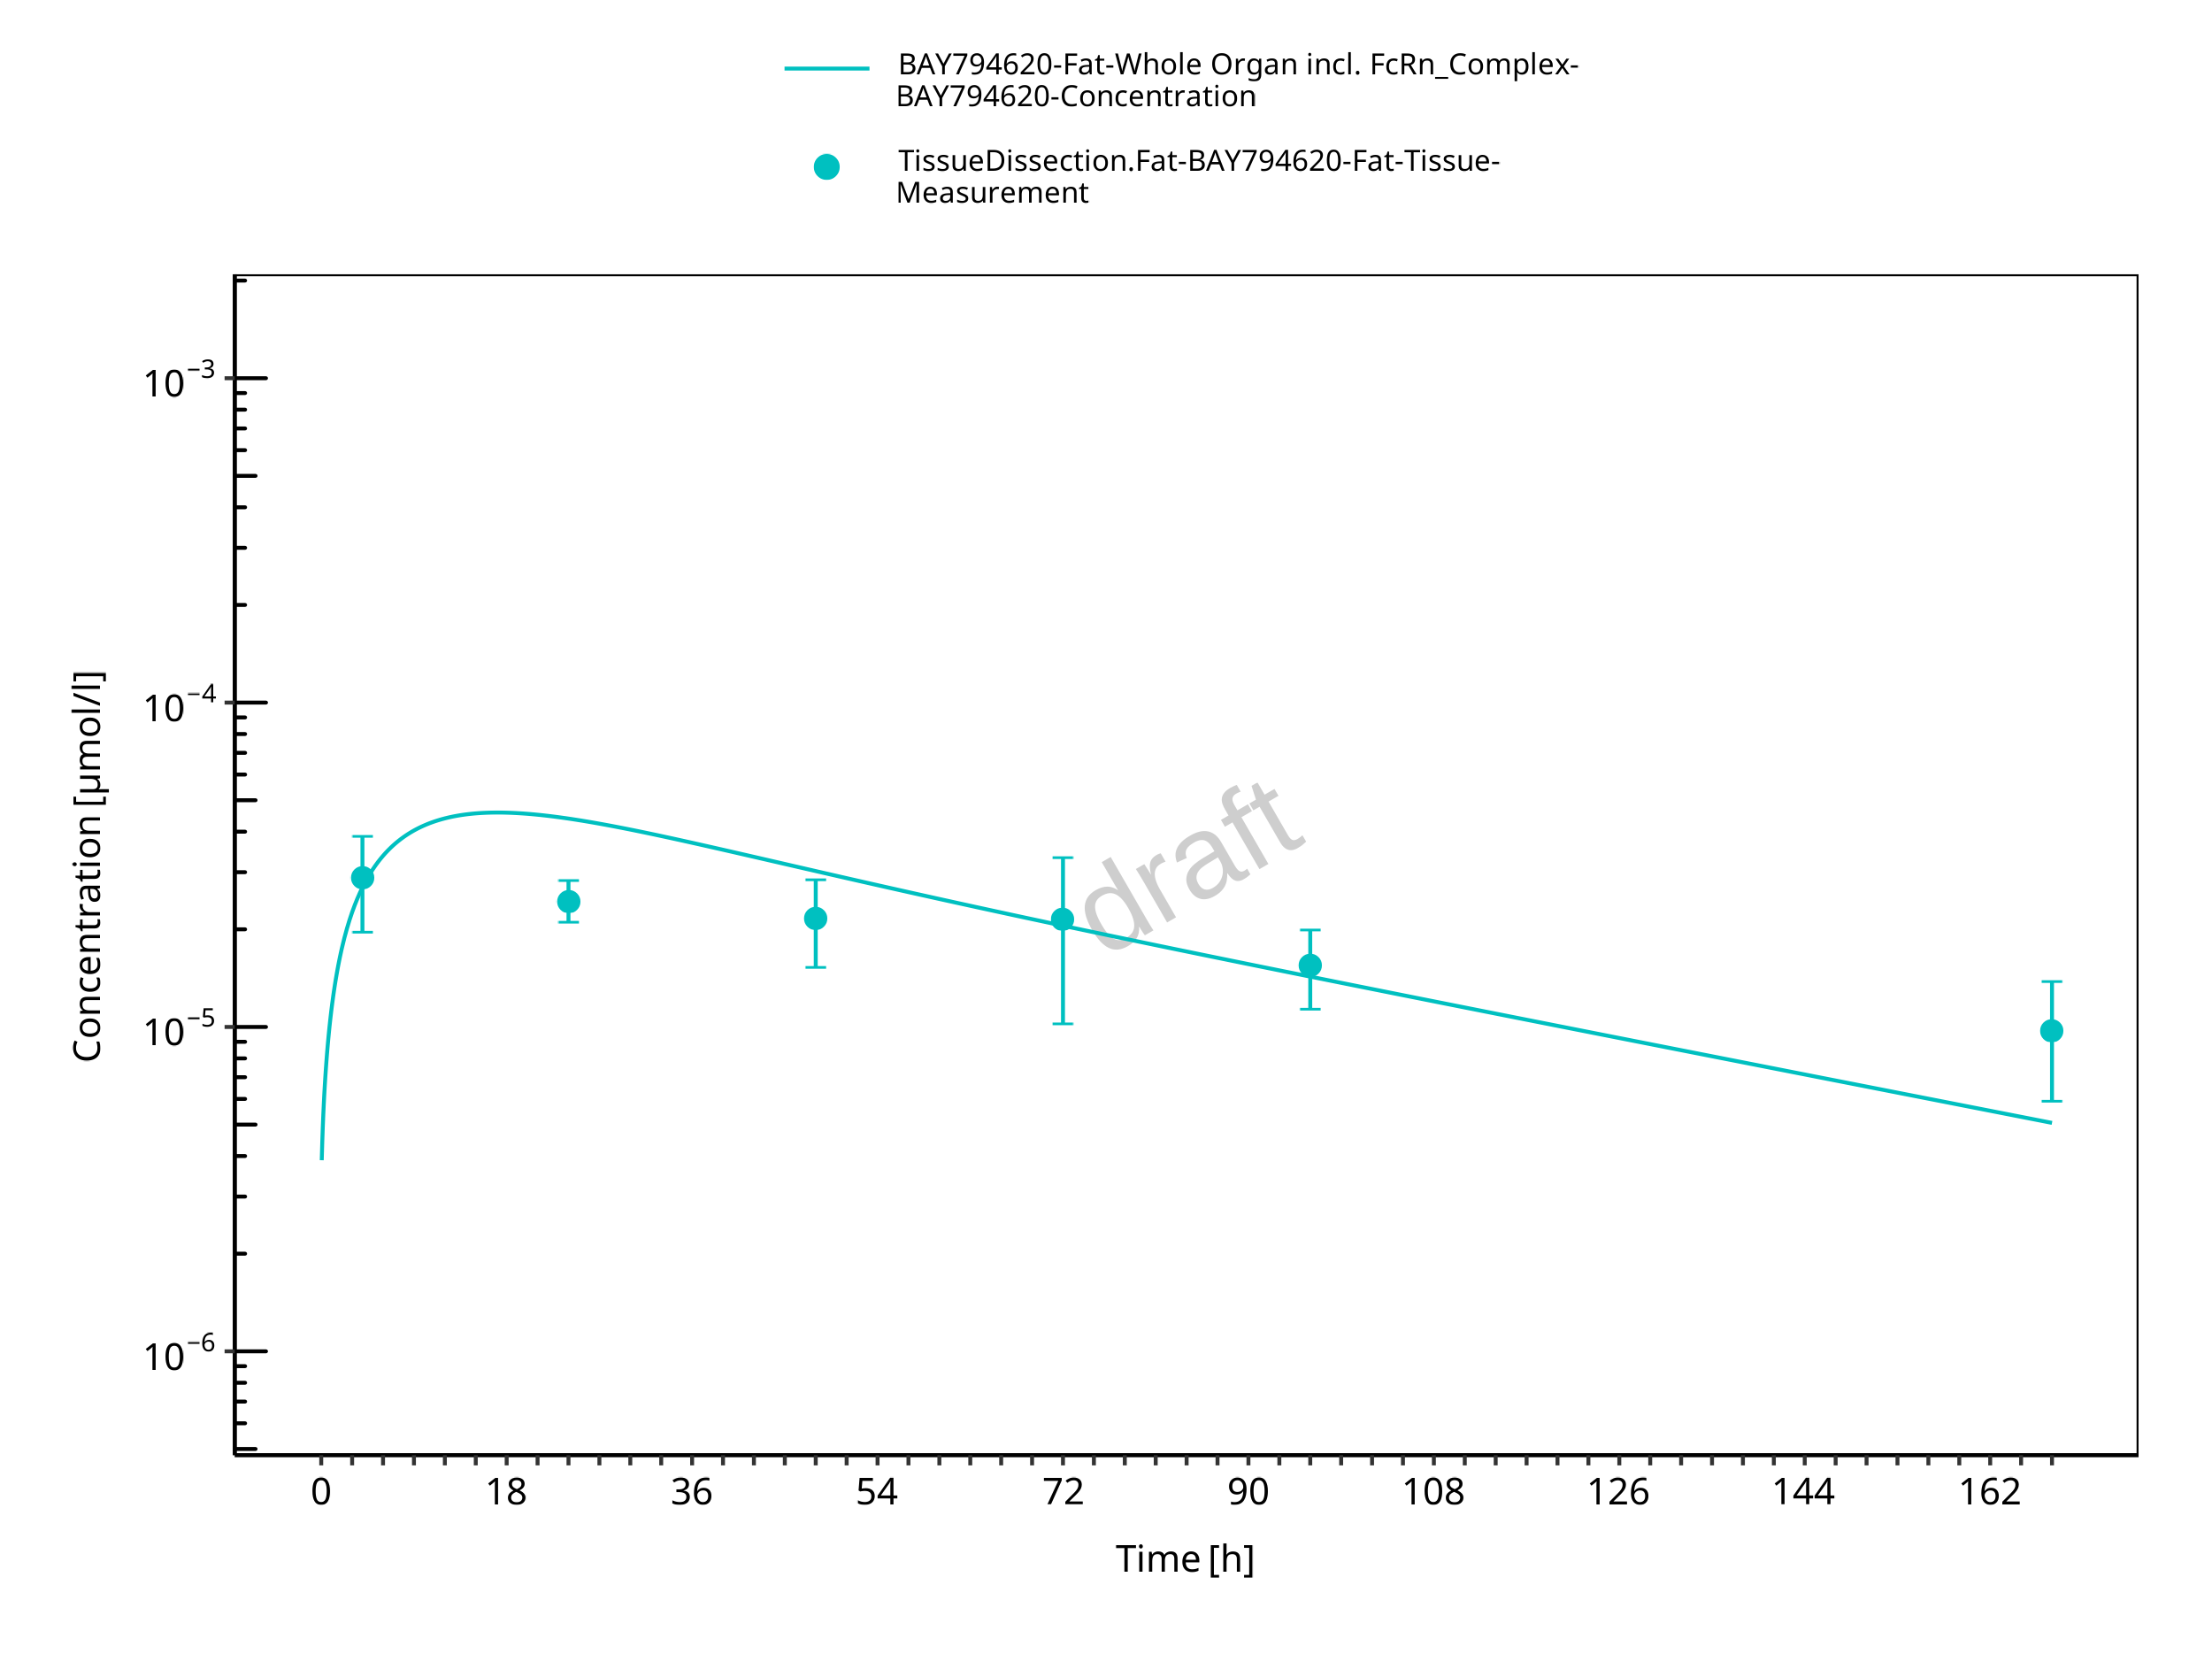 BAY794620-Fat-Whole Organ incl. FcRn_Complex-
BAY794620-Concentration
TissueDissection.Fat-BAY794620-Fat-Tissue-
Measurement
10⁻³
10⁻⁴
10⁻⁵
10⁻⁶
Concentration [µmol/l]
draft
0 18 36 54 72 90 108 126 144 162
Time [h]